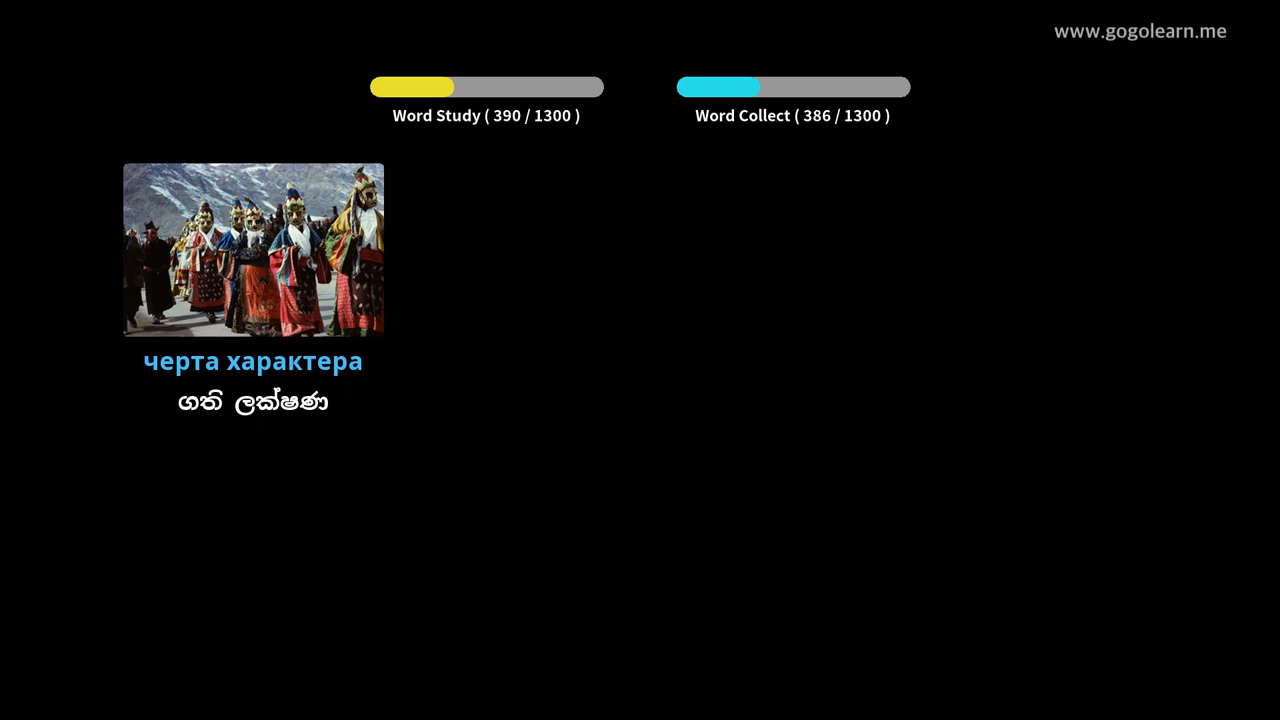 www.gogolearn.me
Word Study ( 390 / 1300 )
Word Collect ( 386 / 1300 )
черта характера
ගති ලක්ෂණ